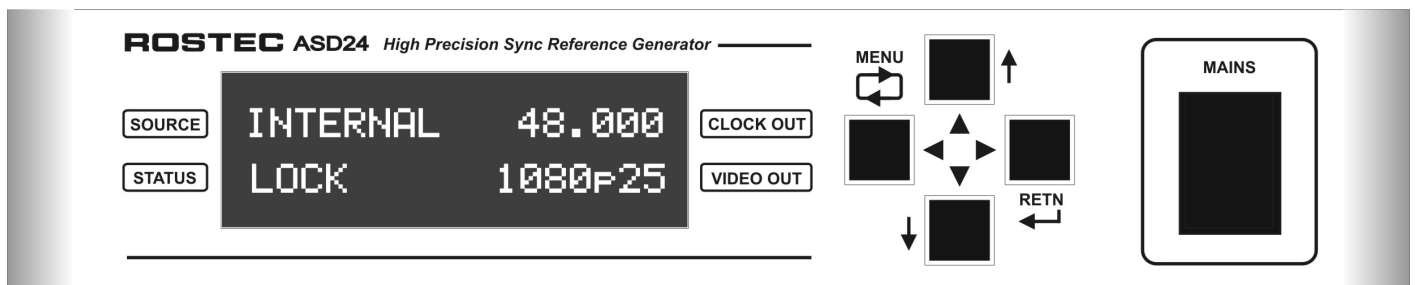 ROSTEC ASD24 High Precision Sync Reference Generator
SOURCE
INTERNAL 48.000
CLOCK OUT
STATUS
LOCK 1080p25
VIDEO OUT
MENU
RETN
MAINS